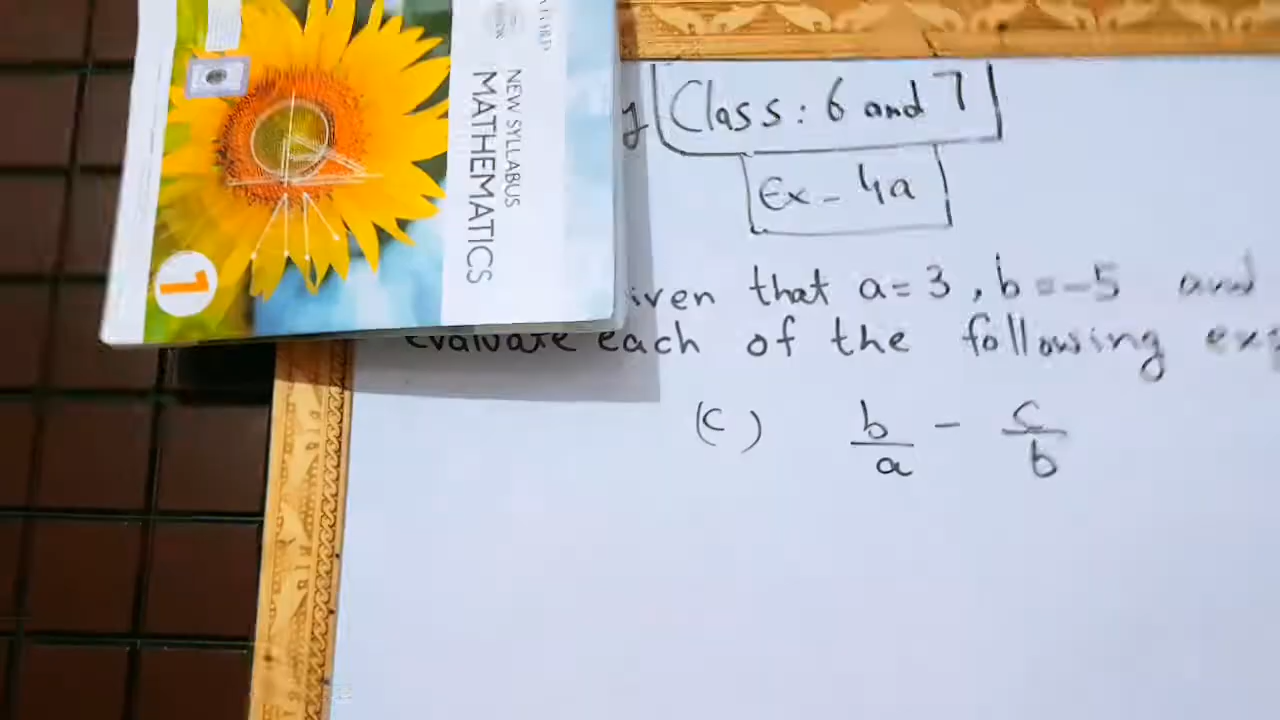 NEW SYLLABUS
MATHEMATICS
1
Class: 6 and 7
Ex - 4a
iven that a = 3, b = -5 and
evaluate each of the following
(c) b/a - c/b